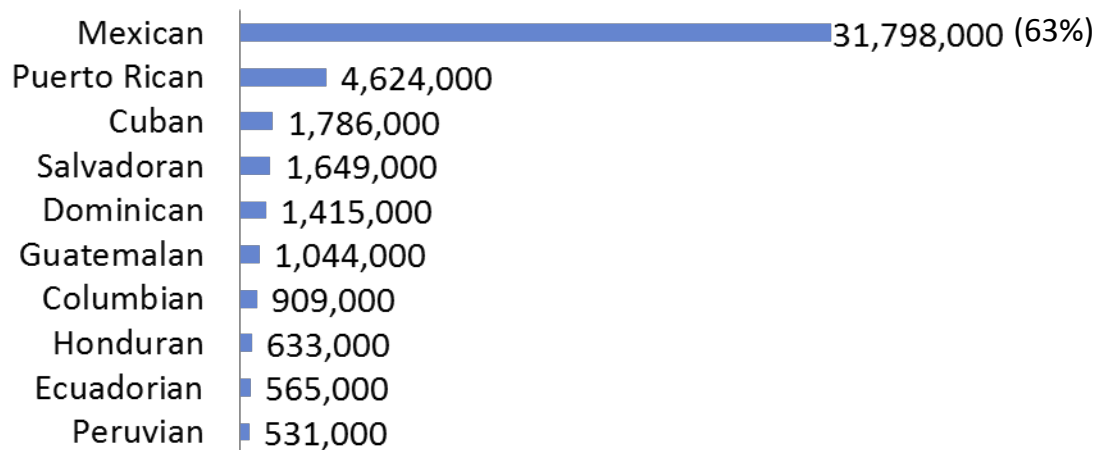 Mexican 31,798,000 (63%)
Puerto Rican 4,624,000
Cuban 1,786,000
Salvadoran 1,649,000
Dominican 1,415,000
Guatemalan 1,044,000
Columbian 909,000
Honduran 633,000
Ecuadorian 565,000
Peruvian 531,000